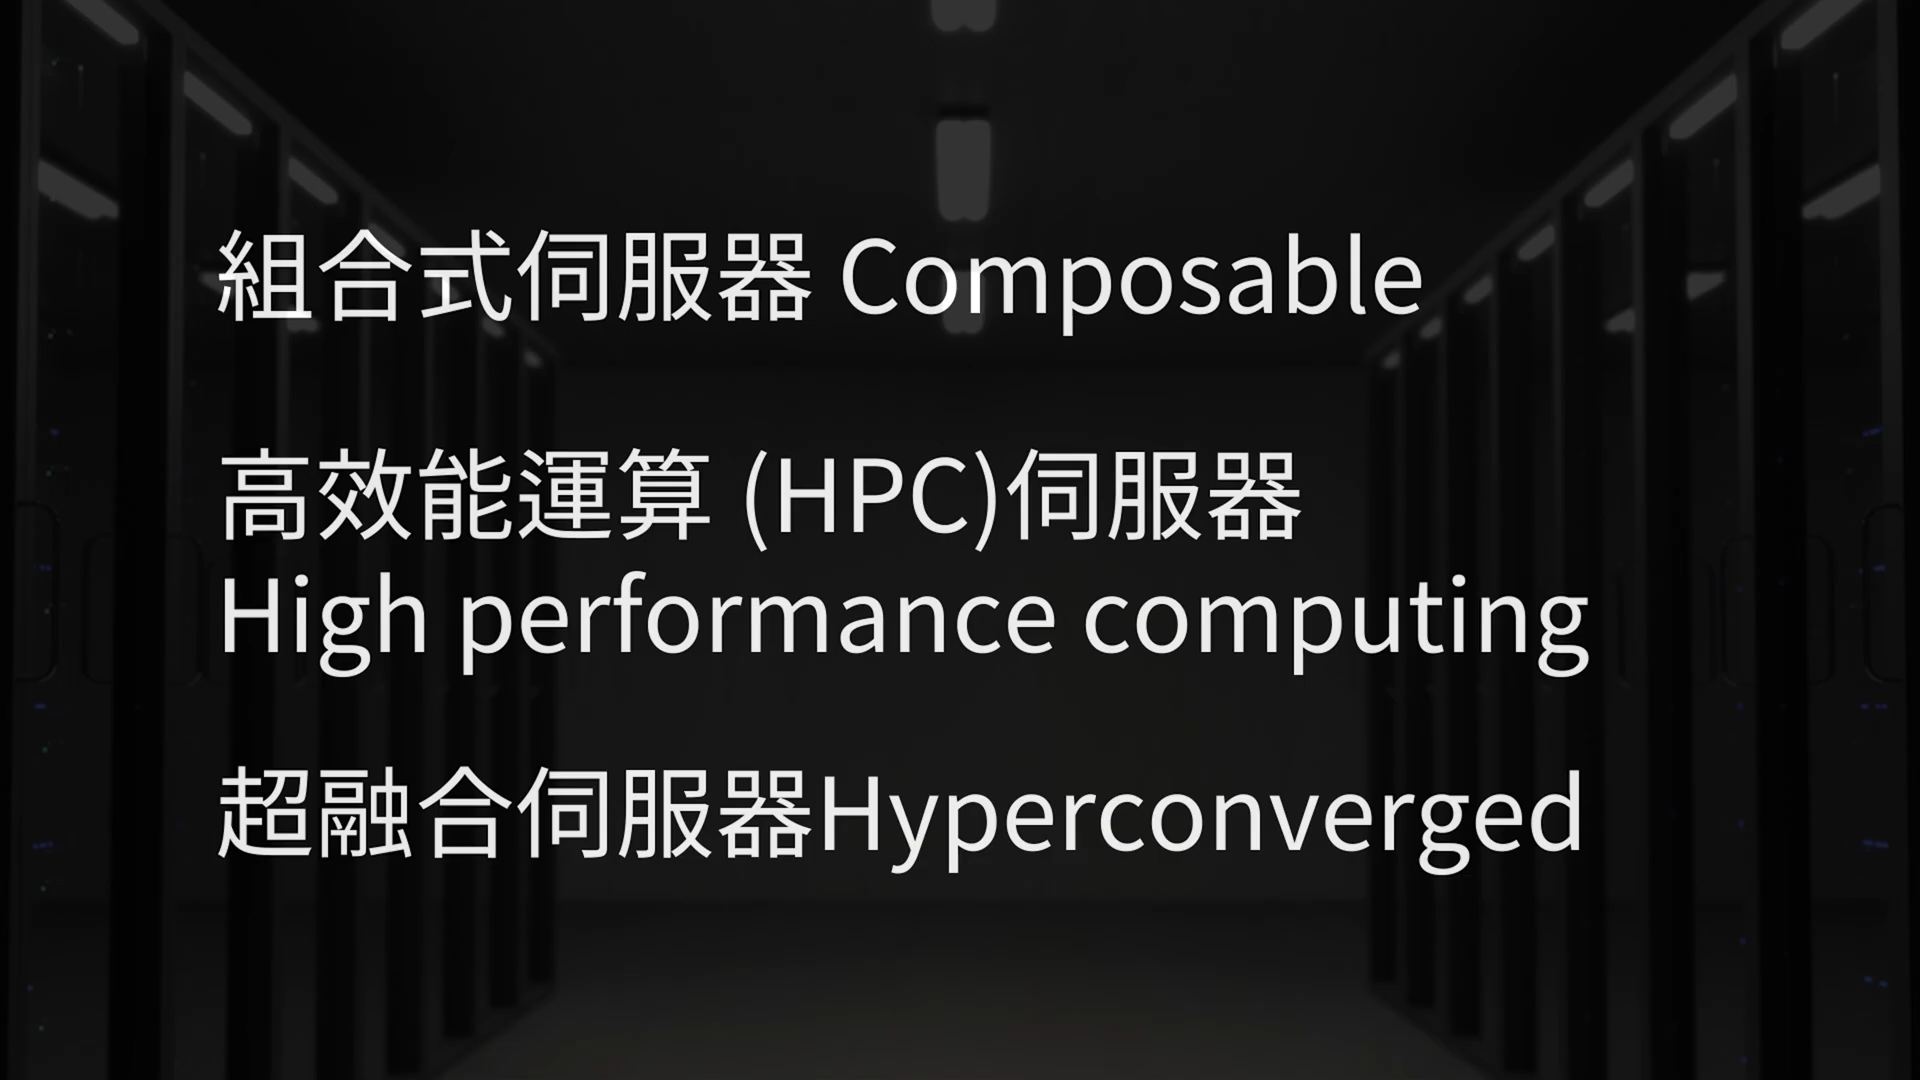 組合式伺服器 Composable
高效能運算 (HPC)伺服器
High performance computing
超融合伺服器Hyperconverged